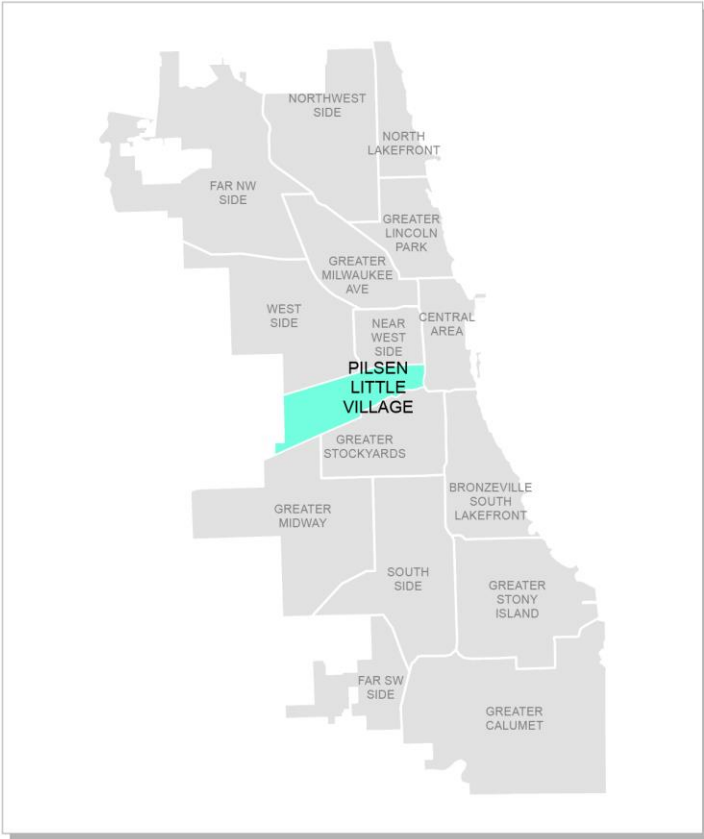 NORTHWEST
SIDE
NORTH
LAKEFRONT
FAR NW
SIDE
GREATER
LINCOLN
PARK
GREATER
MILWAUKEE
AVE
WEST
SIDE
NEAR
WEST
SIDE
CENTRAL
AREA
PILSEN
LITTLE
VILLAGE
GREATER
STOCKYARDS
BRONZEVILLE
SOUTH
LAKEFRONT
GREATER
MIDWAY
SOUTH
SIDE
GREATER
STONY
ISLAND
FAR SW
SIDE
GREATER
CALUMET